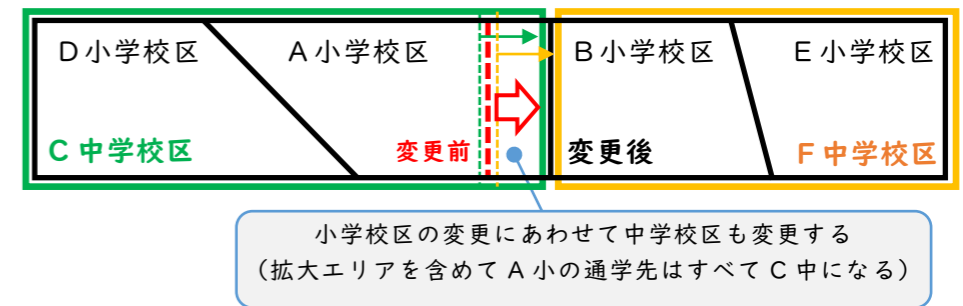 D小学校区
A小学校区
B小学校区
E小学校区
C中学校区
変更前
変更後
F中学校区
小学校区の変更にあわせて中学校区も変更する
（拡大エリアを含めてA小の通学先はすべてC中になる）